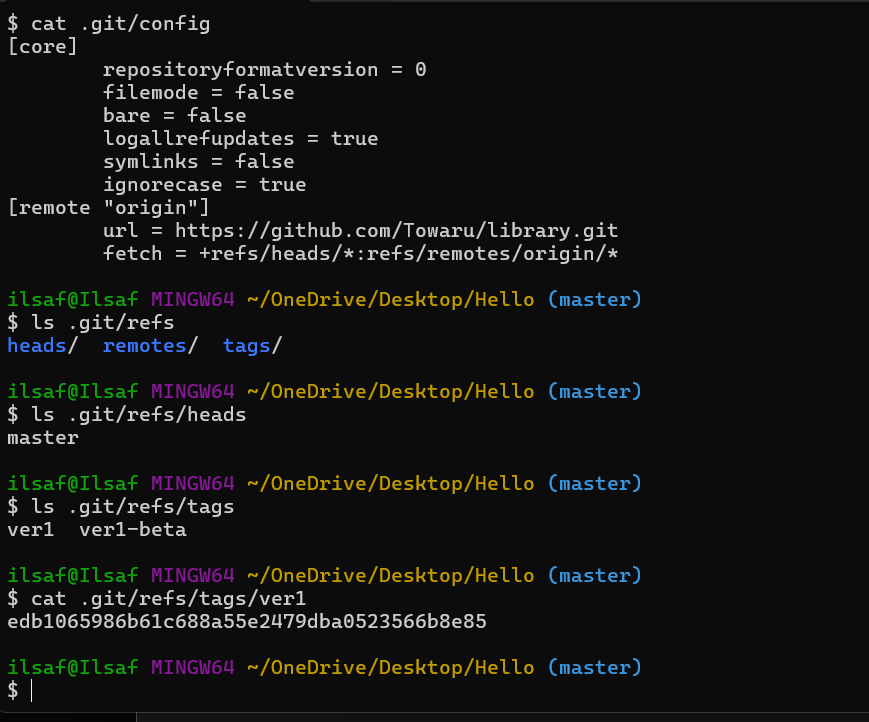 $ cat .git/config
[core]
        repositoryformatversion = 0
        filemode = false
        bare = false
        logallrefupdates = true
        symlinks = false
        ignorecase = true
[remote "origin"]
        url = https://github.com/Towaru/library.git
        fetch = +refs/heads/*:refs/remotes/origin/*
ilsaf@Ilsaf MINGW64 ~/OneDrive/Desktop/Hello (master)
$ ls .git/refs
heads/  remotes/  tags/
ilsaf@Ilsaf MINGW64 ~/OneDrive/Desktop/Hello (master)
$ ls .git/refs/heads
master
ilsaf@Ilsaf MINGW64 ~/OneDrive/Desktop/Hello (master)
$ ls .git/refs/tags
ver1  ver1-beta
ilsaf@Ilsaf MINGW64 ~/OneDrive/Desktop/Hello (master)
$ cat .git/refs/tags/ver1
edb1065986b61c688a55e2479dba0523566b8e85
ilsaf@Ilsaf MINGW64 ~/OneDrive/Desktop/Hello (master)
$